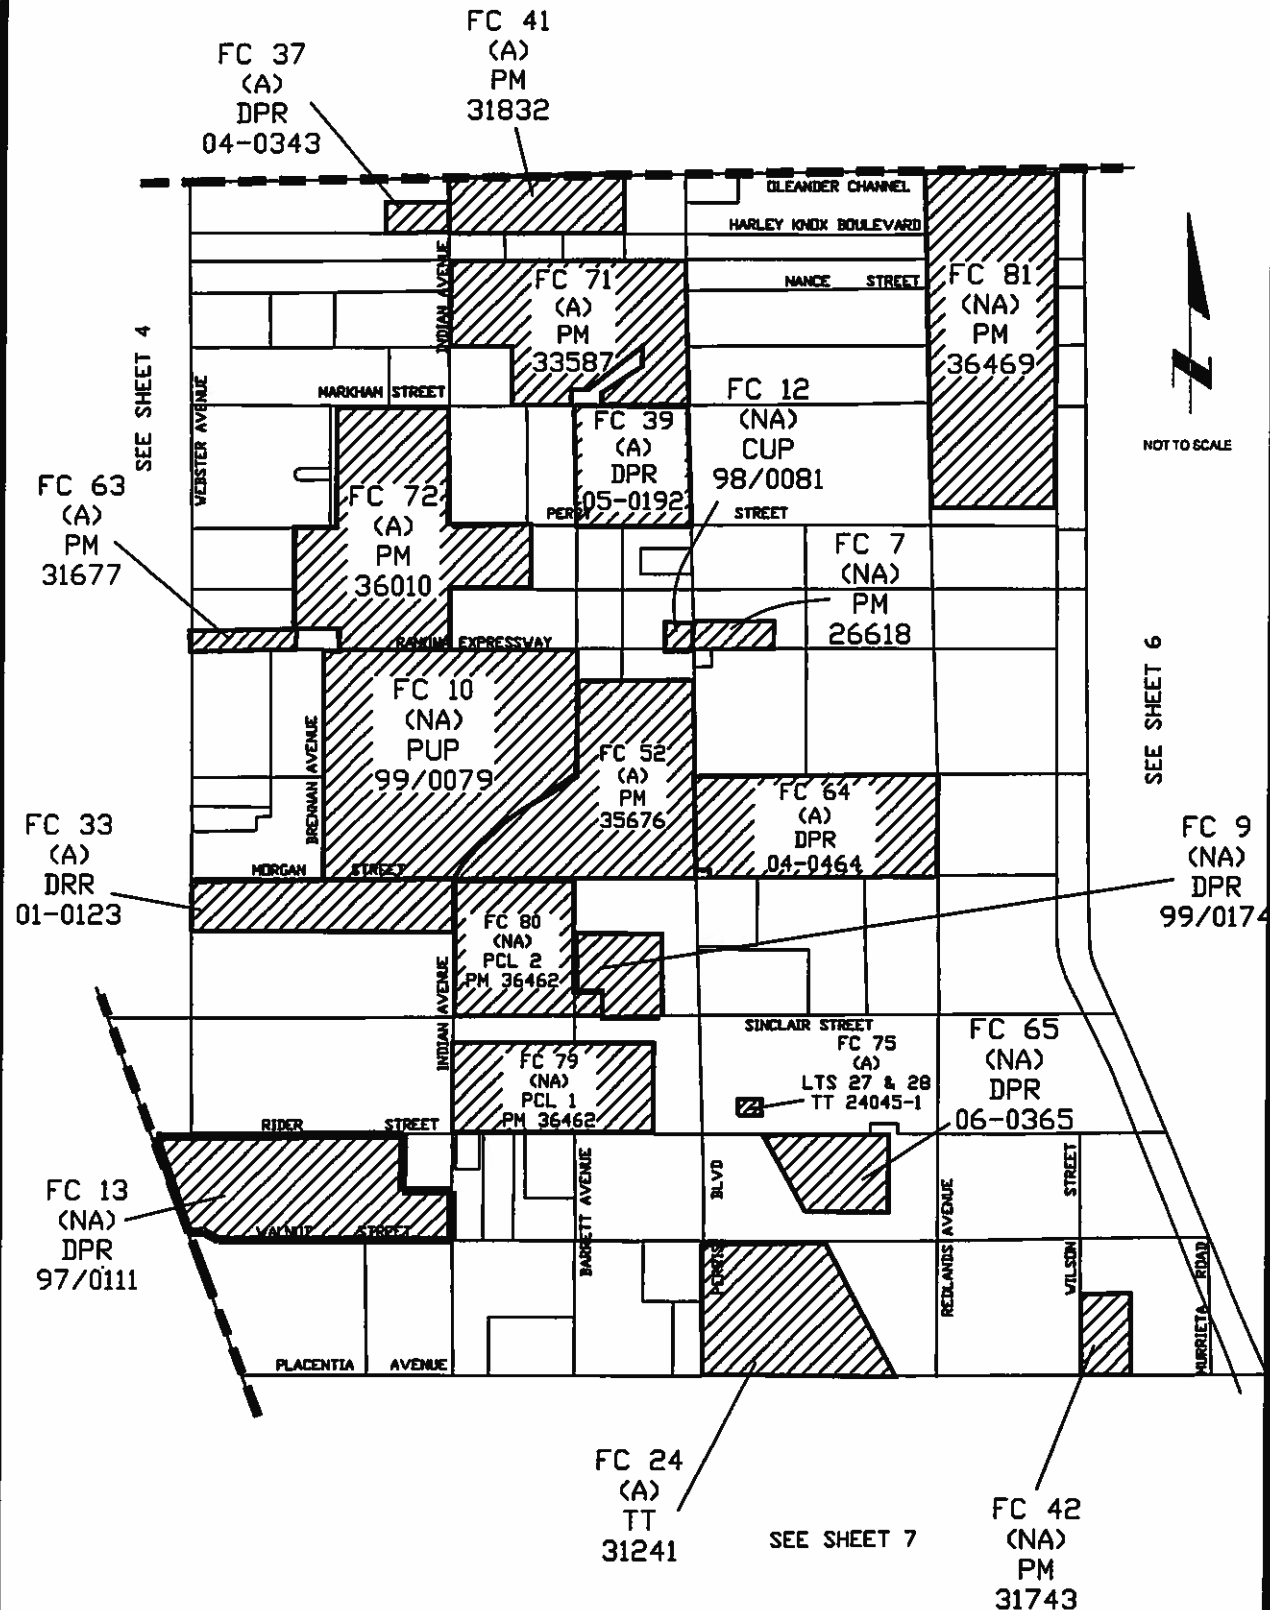 FC 41
(A)
PM
31832
FC 37
(A)
DPR
04-0343
OLEANDER CHANNEL
HARLEY KNOX BOULEVARD
INDIAN AVENUE
FC 71
(A)
PM
33587
NANCE STREET
FC 81
(NA)
PM
36469
SEE SHEET 4
WEBSTER AVENUE
MARKHAM STREET
FC 12
(NA)
CUP
98/0081
FC 39
(A)
DPR
05-0192
NOT TO SCALE
Z
FC 63
(A)
PM
31677
FC 72
(A)
PM
36010
PERRY STREET
FC 7
(NA)
PM
26618
RAMONA EXPRESSWAY
SEE SHEET 6
FC 10
(NA)
PUP
99/0079
BRENNAN AVENUE
FC 52
(A)
PM
35676
FC 64
(A)
DPR
04-0464
FC 33
(A)
DRR
01-0123
MORGAN STREET
FC 9
(NA)
DPR
99/0174
FC 80
(NA)
PCL 2
PM 36462
INDIAN AVENUE
SINCLAIR STREET
FC 75
(A)
LTS 27 & 28
TT 24045-1
FC 65
(NA)
DPR
06-0365
FC 79
(NA)
PCL 1
PM 36462
RIDER STREET
FC 13
(NA)
DPR
97/0111
WALNUT STREET
BARRETT AVENUE
PERRIS BLVD
REDLANDS AVENUE
WILSON STREET
MURRIETA ROAD
PLACENTIA AVENUE
FC 24
(A)
TT
31241
SEE SHEET 7
FC 42
(NA)
PM
31743